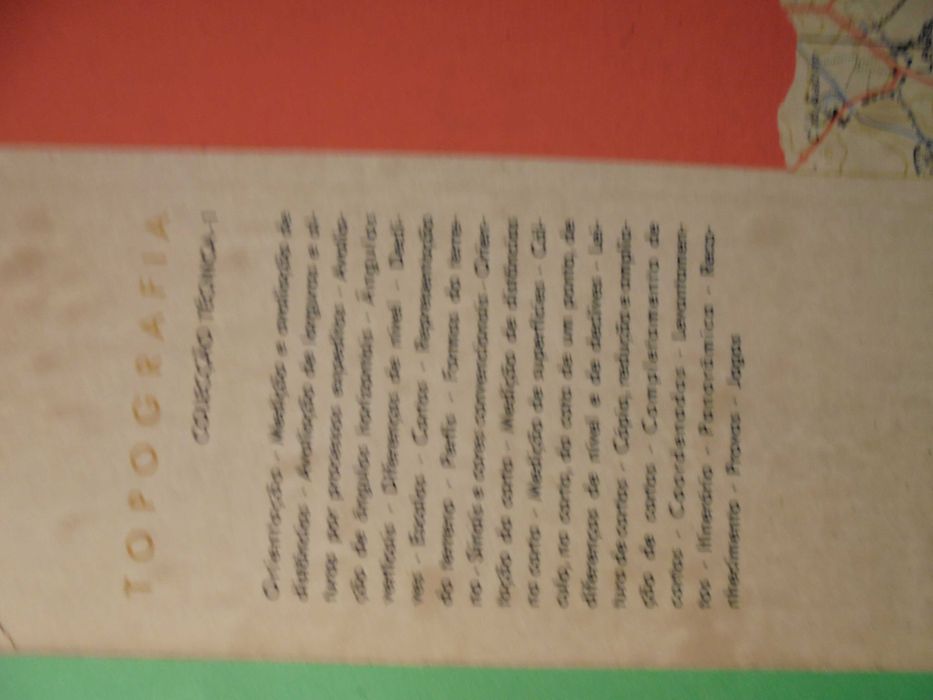 TOPOGRAFIA
COLECÇÃO TÉCNICA-11
Orientação - Medição e avaliação de
distâncias - Avaliação de larguras e al-
turas por processos expeditos - Avalia-
ção de ângulos horizontais - Ângulos
verticais - Diferenças de nível - Decli-
ves - Escalas - Cartas - Representação
do terreno - Perfis - Formas do terre-
no - Sinais e cores convencionais - Orien-
tação da carta - Medição de distâncias
na carta - Medição de superfícies - Cál-
culo, na carta, da cota de um ponto, de
diferenças de nível e de declives - Lei-
tura de cartas - Cópia, redução e amplia-
ção de cartas - Completamento de
cartas - Coordenadas - Levantamen-
tos - Itinerário - Panorâmica - Reco-
nhecimento - Provas - Jogos